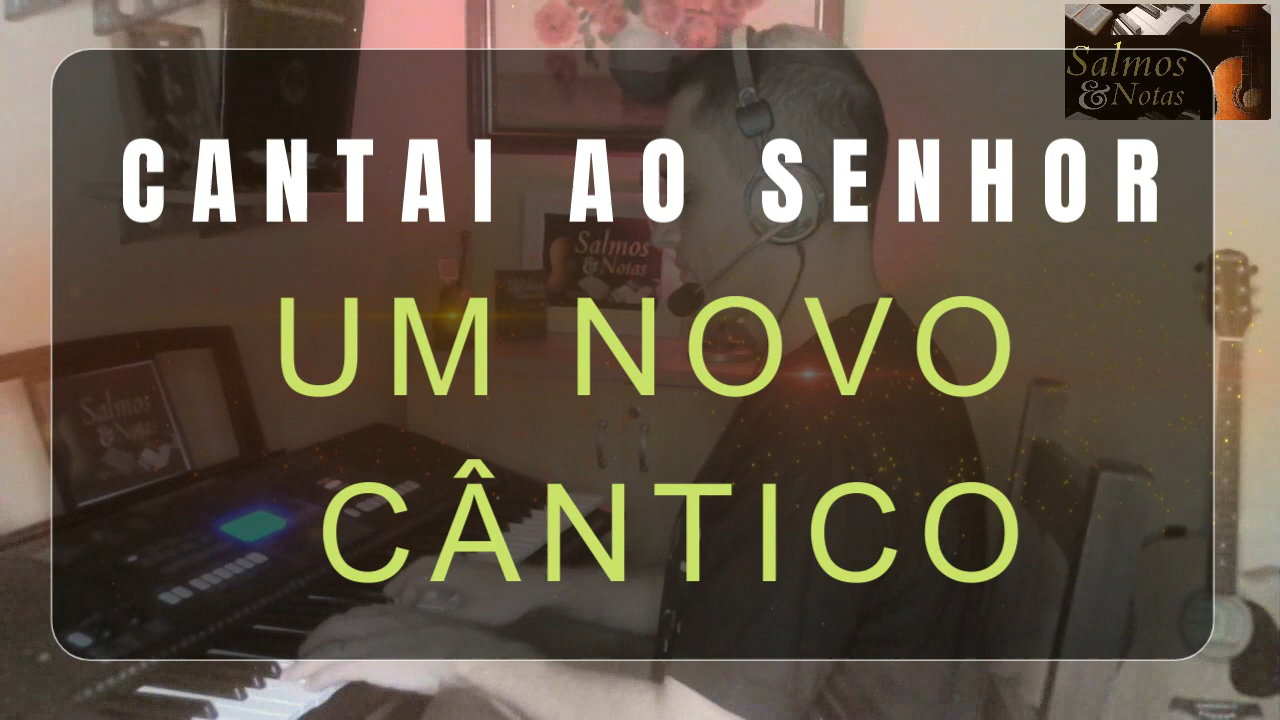 Salmos
&Notas
CANTAI AO SENHOR
Salmos
&Notas
UM NOVO
Salmos
& Notas
CÂNTICO